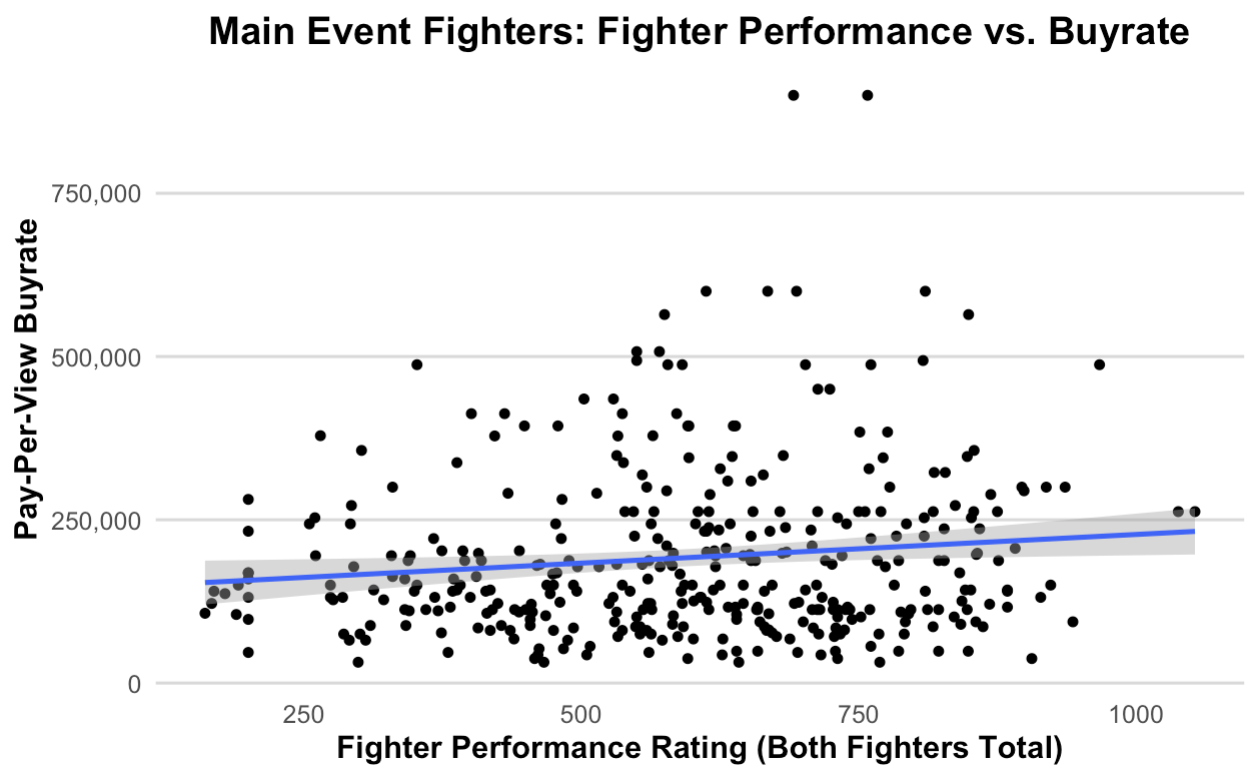 Main Event Fighters: Fighter Performance vs. Buyrate
Pay-Per-View Buyrate
750,000
500,000
250,000
0
250 500 750 1000
Fighter Performance Rating (Both Fighters Total)